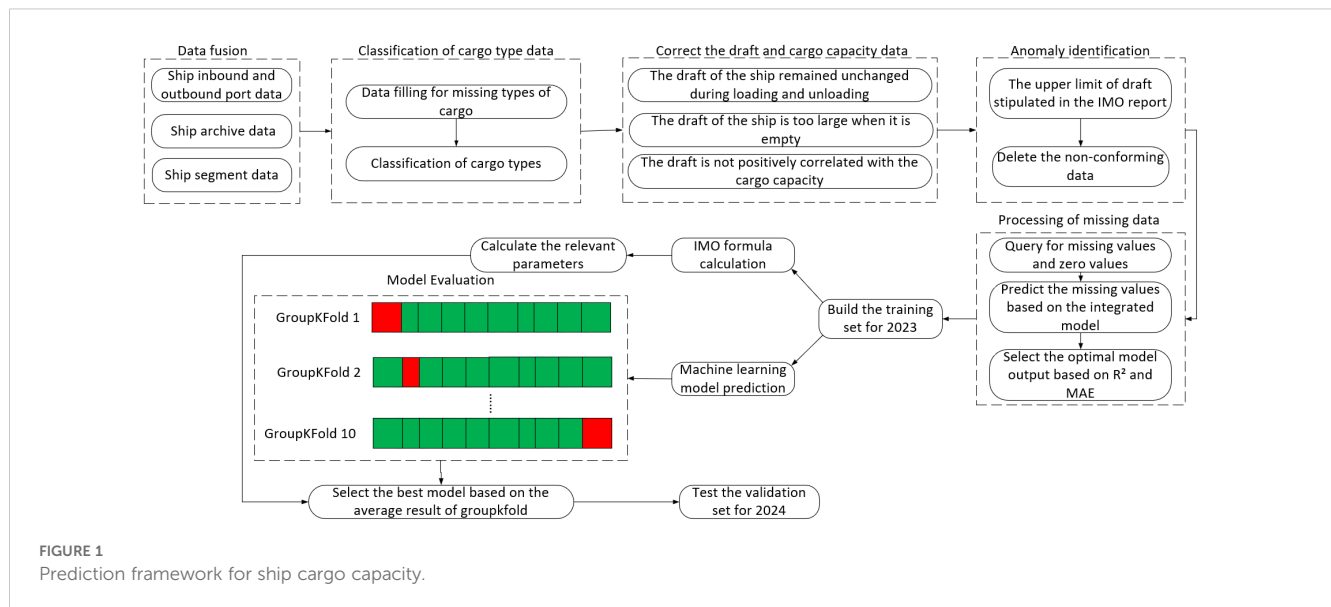 Data fusion
Ship inbound and
outbound port data
Ship archive data
Ship segment data
Classification of cargo type data
Data filling for missing types of
cargo
Classification of cargo types
Correct the draft and cargo capacity data
The draft of the ship remained unchanged
during loading and unloading
The draft of the ship is too large when it is
empty
The draft is not positively correlated with the
cargo capacity
Anomaly identification
The upper limit of draft
stipulated in the IMO report
Delete the non-conforming
data
Processing of missing data
Query for missing values
and zero values
Predict the missing values
based on the integrated
model
Select the optimal model
output based on R² and
MAE
Build the training
set for 2023
IMO formula
calculation
Calculate the relevant
parameters
Machine learning
model prediction
Model Evaluation
GroupKFold 1
GroupKFold 2
GroupKFold 10
Select the best model based on the
average result of groupkfold
Test the validation
set for 2024
FIGURE 1
Prediction framework for ship cargo capacity.